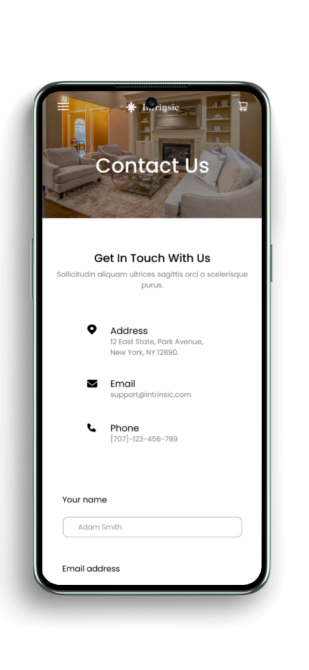 Intrinsic
Contact Us
Get In Touch With Us
Sollicitudin aliquam ultrices sagittis orci a scelerisque
purus.
Address
12 East State, Park Avenue,
New York, NY 12890.
Email
support@intrinsic.com
Phone
[707]-123-456-789
Your name
Adam Smith
Email address